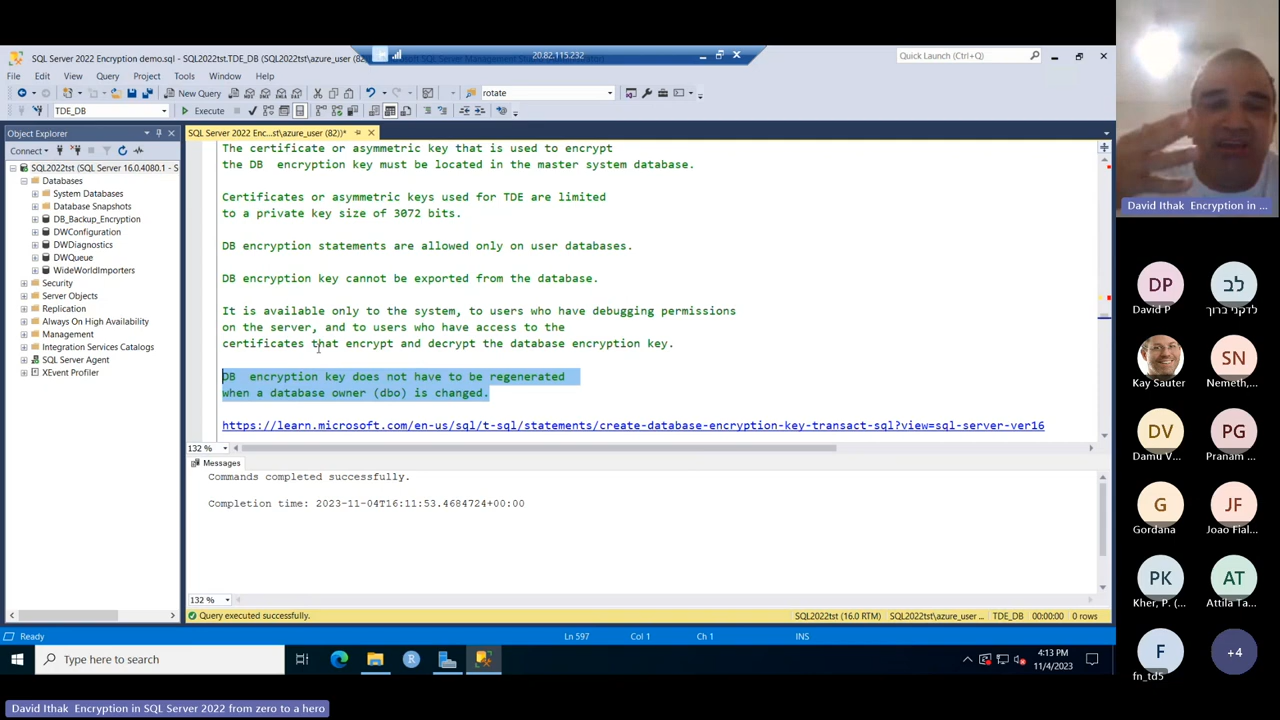 SQL Server 2022 Encryption demo.sql - SQL2022tst.TDE_DB (SQL2022tst\azure_user (82
20.82.115.232
Quick Launch (Ctrl+Q)
File Edit View Query Project Tools Window Help
New Query
rotate
TDE_DB
Execute
Object Explorer
SQL Server 2022 Enc...st\azure_user (82))*
Connect
SQL2022tst (SQL Server 16.0.4080.1 - S
Databases
System Databases
Database Snapshots
DB_Backup_Encryption
DWConfiguration
DWDiagnostics
DWQueue
WideWorldImporters
Security
Server Objects
Replication
Always On High Availability
Management
Integration Services Catalogs
SQL Server Agent
XEvent Profiler
The certificate or asymmetric key that is used to encrypt
the DB encryption key must be located in the master system database.
Certificates or asymmetric keys used for TDE are limited
to a private key size of 3072 bits.
DB encryption statements are allowed only on user databases.
DB encryption key cannot be exported from the database.
It is available only to the system, to users who have debugging permissions
on the server, and to users who have access to the
certificates that encrypt and decrypt the database encryption key.
DB encryption key does not have to be regenerated
when a database owner (dbo) is changed.
https://learn.microsoft.com/en-us/sql/t-sql/statements/create-database-encryption-key-transact-sql?view=sql-server-ver16
132 %
Messages
Commands completed successfully.
Completion time: 2023-11-04T16:11:53.4684724+00:00
132 %
Query executed successfully.
SQL2022tst (16.0 RTM) SQL2022tst\azure_user ... TDE_DB 00:00:00 0 rows
Ready
Ln 597 Col 1 Ch 1 INS
Type here to search
R
4:13 PM
11/4/2023
David Ithak Encryption in SQL Server 2022 from zero to a hero
David Ithak Encryption in ...
DP
David P
לב
לדקני ברוך
Kay Sauter
SN
Nemeth,...
DV
Damu V...
PG
Pranam ...
G
Gordana
JF
Joao Fial...
PK
Kher, P. (...
AT
Attila Ta...
F
fn_td5
+4